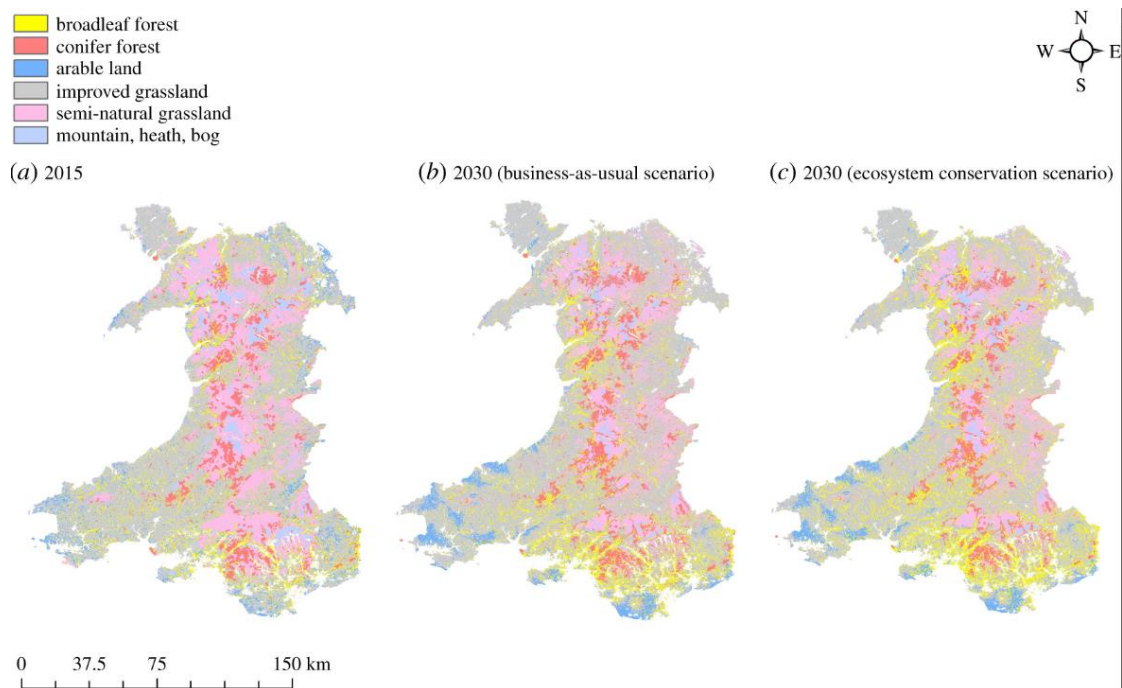 broadleaf forest
conifer forest
arable land
improved grassland
semi-natural grassland
mountain, heath, bog
N
W E
S
(a) 2015
(b) 2030 (business-as-usual scenario)
(c) 2030 (ecosystem conservation scenario)
0 37.5 75 150 km